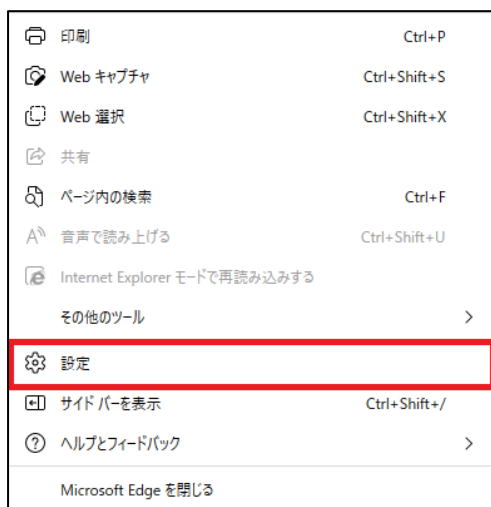 印刷 Ctrl+P
Web キャプチャ Ctrl+Shift+S
Web 選択 Ctrl+Shift+X
共有
ページ内の検索 Ctrl+F
音声で読み上げる Ctrl+Shift+U
Internet Explorer モードで再読み込みする
その他のツール
設定
サイド バーを表示 Ctrl+Shift+/
ヘルプとフィードバック
Microsoft Edge を閉じる